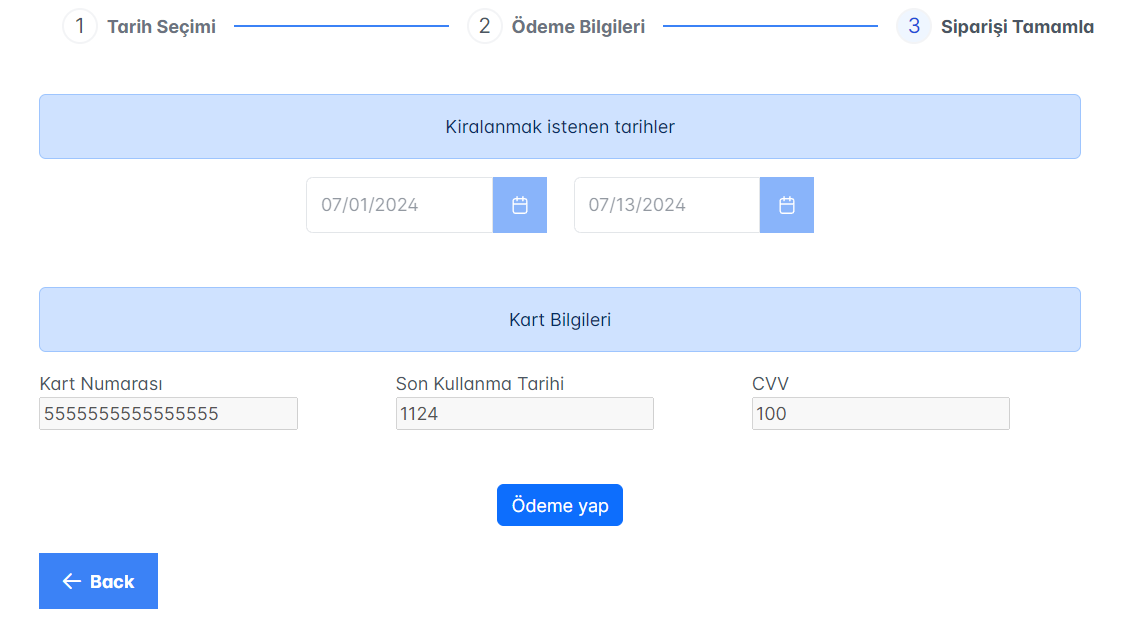 1 Tarih Seçimi 2 Ödeme Bilgileri 3 Siparişi Tamamla
Kiralanmak istenen tarihler
07/01/2024 07/13/2024
Kart Bilgileri
Kart Numarası Son Kullanma Tarihi CVV
5555555555555555 1124 100
Ödeme yap
Back